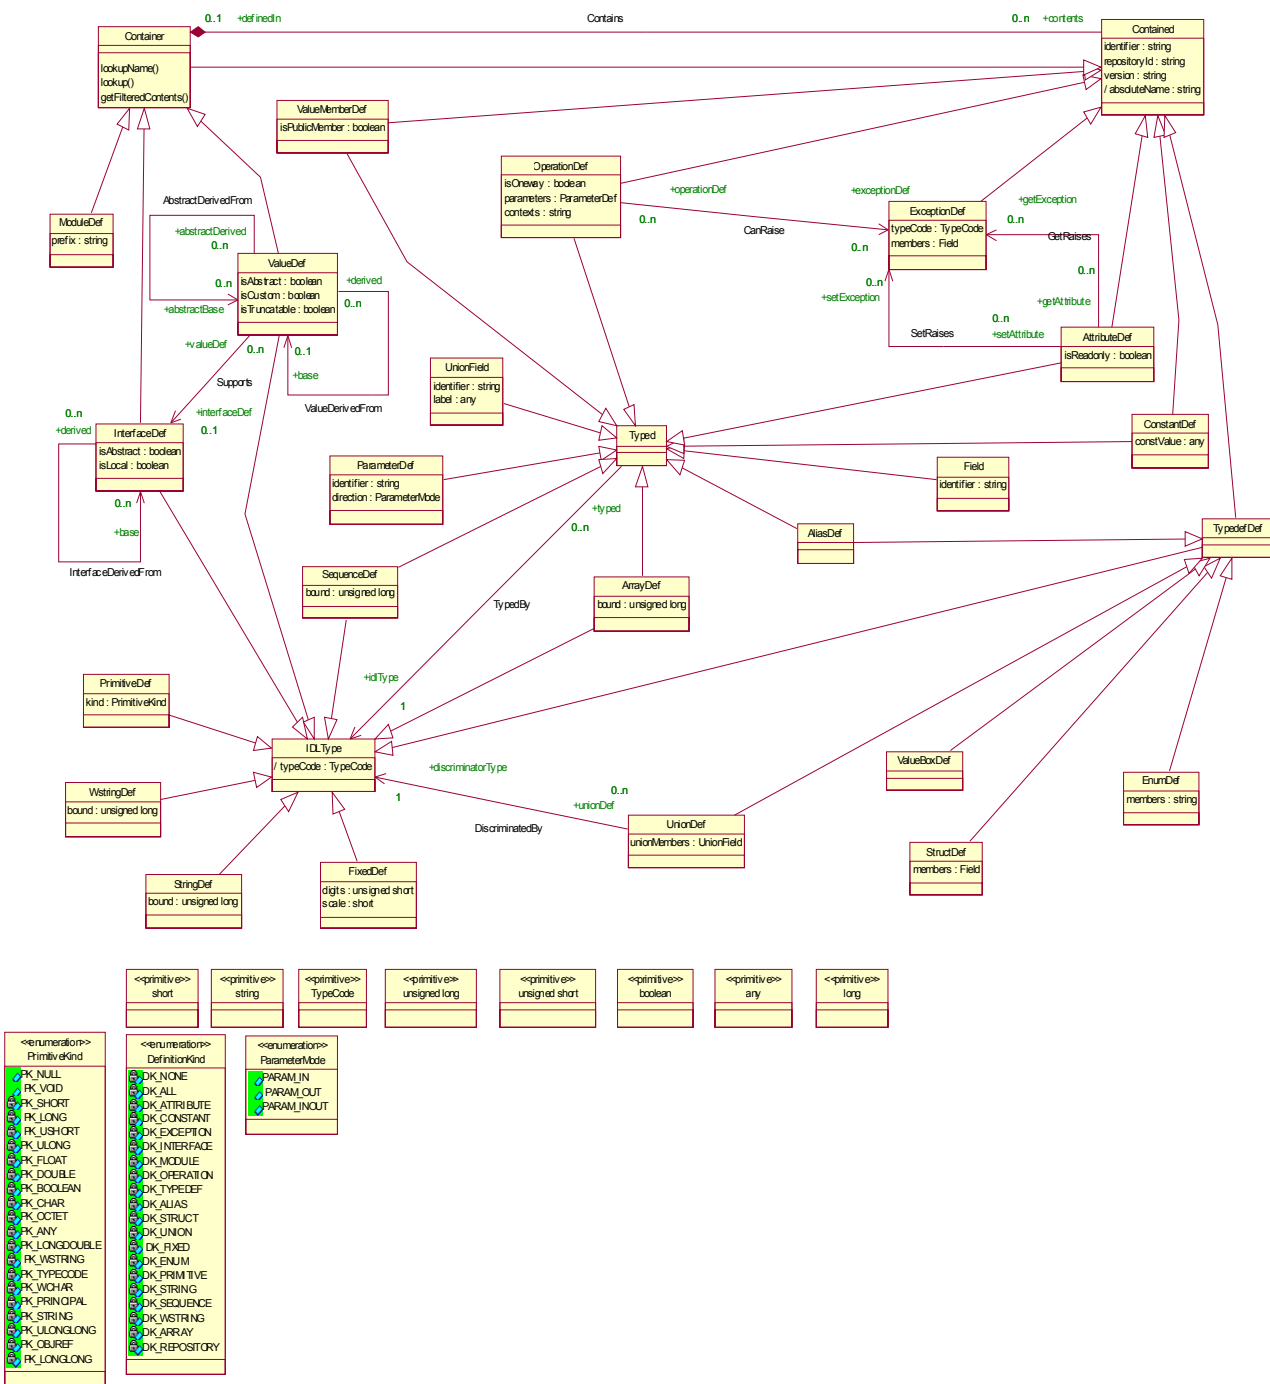 0..1 +definedIn Contains 0..n +contents
Container
lookupName()
lookup()
getFilteredContents()
Contained
identifier : string
repositoryId : string
version : string
/ absoluteName : string
ValueMemberDef
isPublicMember : boolean
OperationDef
isOneway : boolean
parameters : ParameterDef
contexts : string
+operationDef
0..n
CanRaise
+exceptionDef
0..n
ExceptionDef
typeCode : TypeCode
members : Field
+getException
0..n
GetRaises
0..n
+getAttribute
0..n
+setException
SetRaises
0..n
+setAttribute
AttributeDef
isReadonly : boolean
ModuleDef
prefix : string
AbstractDerivedFrom
+abstractDerived
0..n
0..n
+abstractBase
ValueDef
isAbstract : boolean
isCustom : boolean
isTruncatable : boolean
+derived
0..n
0..1
+base
ValueDerivedFrom
+valueDef
0..n
Supports
+interfaceDef
0..1
0..n
+derived
InterfaceDef
isAbstract : boolean
isLocal : boolean
0..n
+base
InterfaceDerivedFrom
UnionField
identifier : string
label : any
Typed
ConstantDef
constValue : any
ParameterDef
identifier : string
direction : ParameterMode
Field
identifier : string
+typed
0..n
AliasDef
TypedefDef
SequenceDef
bound : unsigned long
TypedBy
ArrayDef
bound : unsigned long
+idlType
1
PrimitiveDef
kind : PrimitiveKind
IDLType
/ typeCode : TypeCode
+discriminatorType
1
DiscriminatedBy
0..n
+unionDef
UnionDef
unionMembers : UnionField
ValueBoxDef
EnumDef
members : string
StructDef
members : Field
WstringDef
bound : unsigned long
StringDef
bound : unsigned long
FixedDef
digits : unsigned short
scale : short
<<primitive>>
short
<<primitive>>
string
<<primitive>>
TypeCode
<<primitive>>
unsigned long
<<primitive>>
unsigned short
<<primitive>>
boolean
<<primitive>>
any
<<primitive>>
long
<<enumeration>>
PrimitiveKind
PK_NULL
PK_VOID
PK_SHORT
PK_LONG
PK_USHORT
PK_ULONG
PK_FLOAT
PK_DOUBLE
PK_BOOLEAN
PK_CHAR
PK_OCTET
PK_ANY
PK_LONGDOUBLE
PK_WSTRING
PK_TYPECODE
PK_WCHAR
PK_PRINCIPAL
PK_STRING
PK_ULONGLONG
PK_OBJREF
PK_LONGLONG
<<enumeration>>
DefinitionKind
DK_NONE
DK_ALL
DK_ATTRIBUTE
DK_CONSTANT
DK_EXCEPTION
DK_INTERFACE
DK_MODULE
DK_OPERATION
DK_TYPEDEF
DK_ALIAS
DK_STRUCT
DK_UNION
DK_FIXED
DK_ENUM
DK_PRIMITIVE
DK_STRING
DK_SEQUENCE
DK_WSTRING
DK_ARRAY
DK_REPOSITORY
<<enumeration>>
ParameterMode
PARAM_IN
PARAM_OUT
PARAM_INOUT